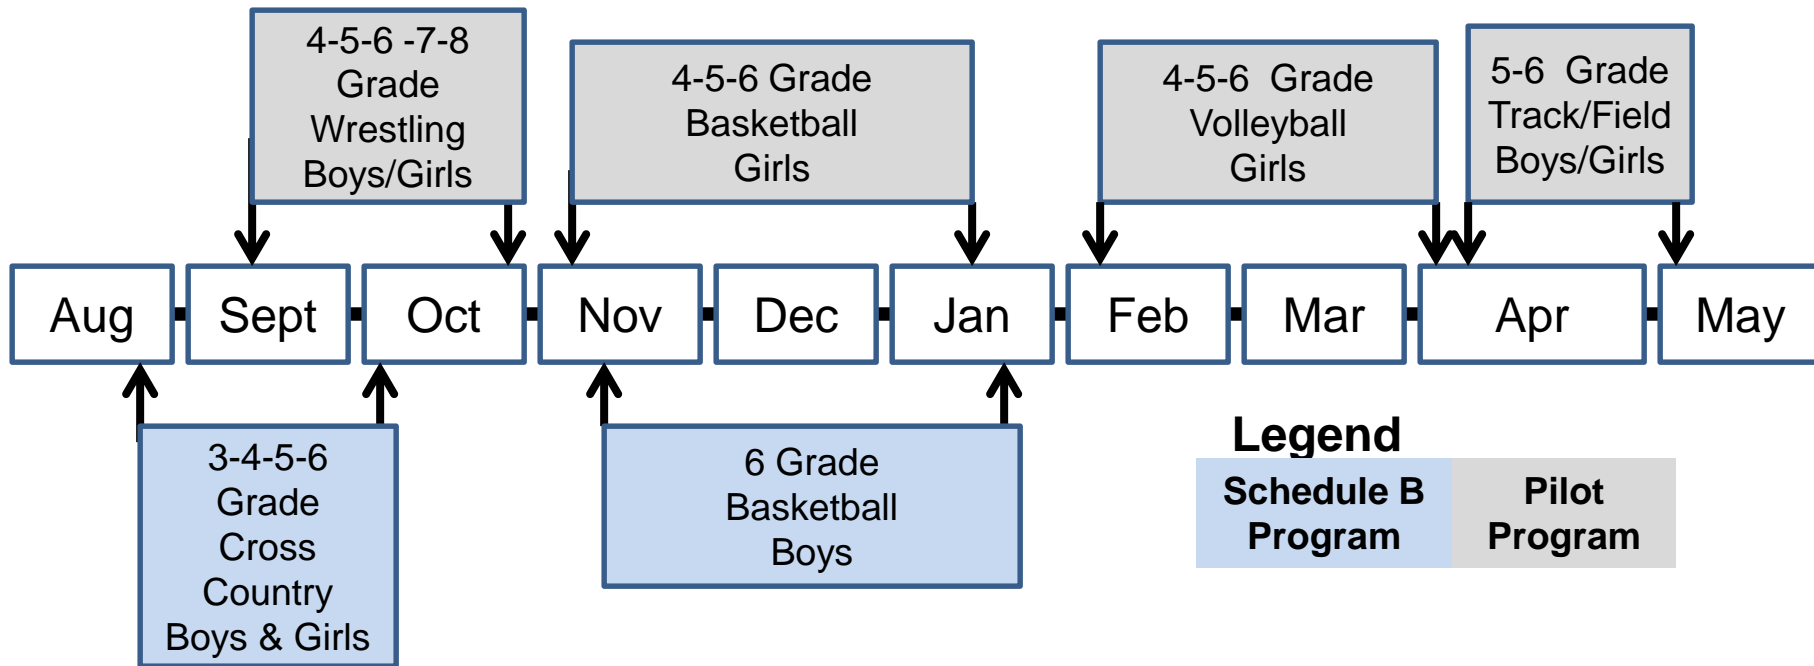 4-5-6 -7-8
Grade
Wrestling
Boys/Girls
4-5-6 Grade
Basketball
Girls
4-5-6 Grade
Volleyball
Girls
5-6 Grade
Track/Field
Boys/Girls
Aug Sept Oct Nov Dec Jan Feb Mar Apr May
3-4-5-6
Grade
Cross
Country
Boys & Girls
6 Grade
Basketball
Boys
Legend
Schedule B
Program
Pilot
Program